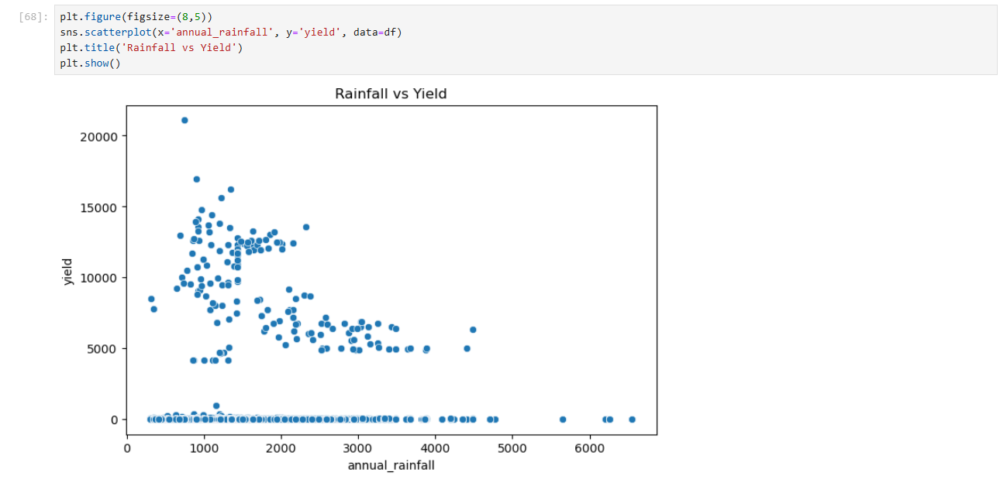 [68]:
plt.figure(figsize=(8,5))
sns.scatterplot(x='annual_rainfall', y='yield', data=df)
plt.title('Rainfall vs Yield')
plt.show()
Rainfall vs Yield
20000
15000
10000
5000
0
yield
0 1000 2000 3000 4000 5000 6000
annual_rainfall